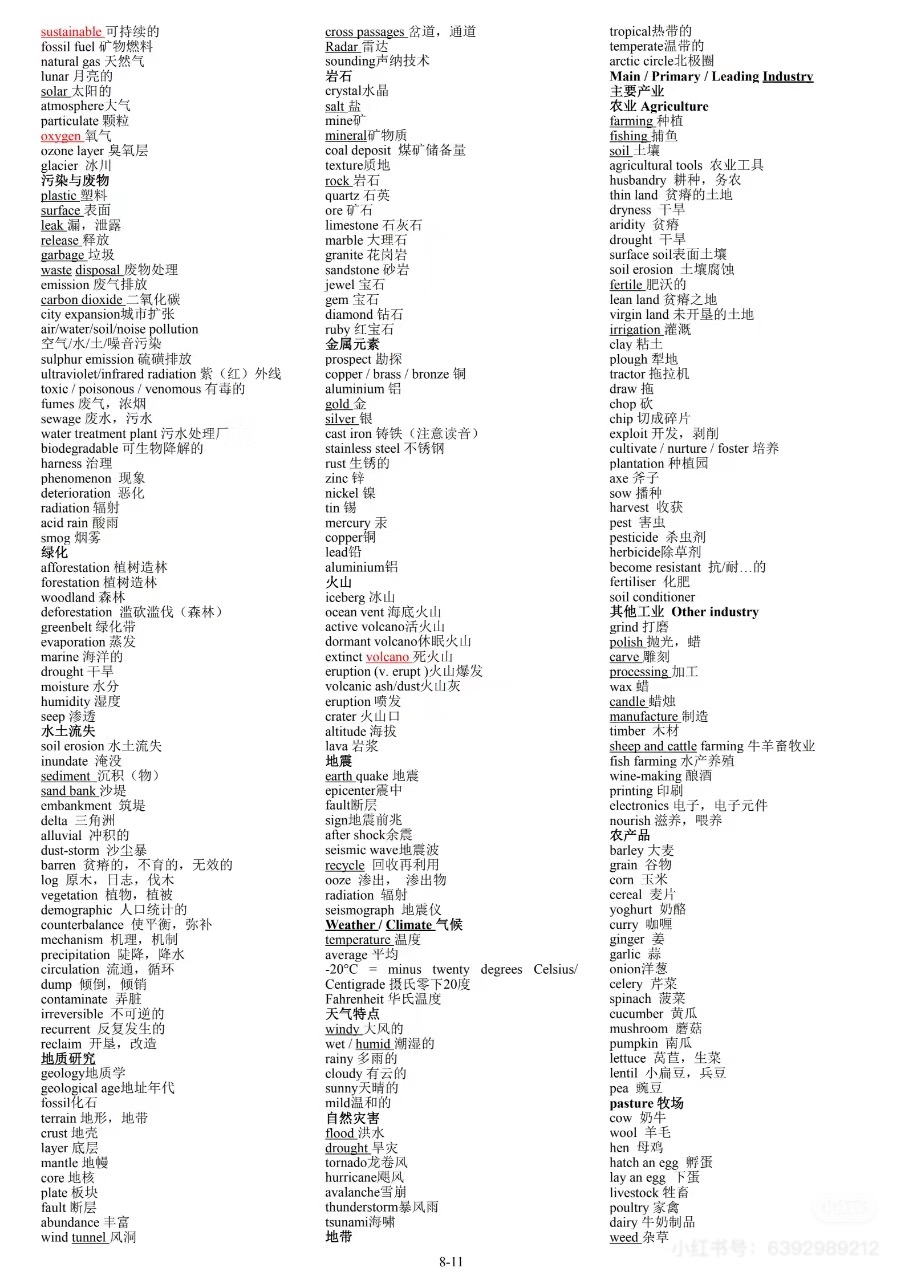 sustainable 可持续的
fossil fuel 矿物燃料
natural gas 天然气
lunar 月亮的
solar 太阳的
atmosphere大气
particulate 颗粒
oxygen 氧气
ozone layer 臭氧层
glacier 冰川
污染与废物
plastic 塑料
surface 表面
leak 漏，泄露
release 释放
garbage 垃圾
waste disposal 废物处理
emission 废气排放
carbon dioxide 二氧化碳
city expansion城市扩张
air/water/soil/noise pollution
空气/水/土/噪音污染
sulphur emission 硫磺排放
ultraviolet/infrared radiation 紫（红）外线
toxic / poisonous / venomous 有毒的
fumes 废气，浓烟
sewage 废水，污水
water treatment plant 污水处理厂
biodegradable 可生物降解的
harness 治理
phenomenon 现象
deterioration 恶化
radiation 辐射
acid rain 酸雨
smog 烟雾
绿化
afforestation 植树造林
forestation 植树造林
woodland 森林
deforestation 滥砍滥伐（森林）
greenbelt 绿化带
evaporation 蒸发
marine 海洋的
drought 干旱
moisture 水分
humidity 湿度
seep 渗透
水土流失
soil erosion 水土流失
inundate 淹没
sediment 沉积（物）
sand bank 沙堤
embankment 筑堤
delta 三角洲
alluvial 冲积的
dust-storm 沙尘暴
barren 贫瘠的，不育的，无效的
log 原木，日志，伐木
vegetation 植物，植被
demographic 人口统计的
counterbalance 使平衡，弥补
mechanism 机理，机制
precipitation 陡降，降水
circulation 流通，循环
dump 倾倒，倾销
contaminate 弄脏
irreversible 不可逆的
recurrent 反复发生的
reclaim 开垦，改造
地质研究
geology地质学
geological age地址年代
fossil化石
terrain 地形，地带
crust 地壳
layer 底层
mantle 地幔
core 地核
plate 板块
fault 断层
abundance 丰富
wind tunnel 风洞
cross passages 岔道，通道
Radar 雷达
sounding声纳技术
岩石
crystal水晶
salt 盐
mine矿
mineral矿物质
coal deposit 煤矿储备量
texture质地
rock 岩石
quartz 石英
ore 矿石
limestone 石灰石
marble 大理石
granite 花岗岩
sandstone 砂岩
jewel 宝石
gem 宝石
diamond 钻石
ruby 红宝石
金属元素
prospect 勘探
copper / brass / bronze 铜
aluminium 铝
gold 金
silver 银
cast iron 铸铁（注意读音）
stainless steel 不锈钢
rust 生锈的
zinc 锌
nickel 镍
tin 锡
mercury 汞
copper铜
lead铅
aluminium铝
火山
iceberg 冰山
ocean vent 海底火山
active volcano活火山
dormant volcano休眠火山
extinct volcano 死火山
eruption (v. erupt )火山爆发
volcanic ash/dust火山灰
eruption 喷发
crater 火山口
altitude 海拔
lava 岩浆
地震
earth quake 地震
epicenter震中
fault断层
sign地震前兆
after shock余震
seismic wave地震波
recycle 回收再利用
ooze 渗出， 渗出物
radiation 辐射
seismograph 地震仪
Weather / Climate 气候
temperature 温度
average 平均
-20°C = minus twenty degrees Celsius/
Centigrade 摄氏零下20度
Fahrenheit 华氏温度
天气特点
windy 大风的
wet / humid 潮湿的
rainy 多雨的
cloudy 有云的
sunny天晴的
mild温和的
自然灾害
flood 洪水
drought 旱灾
tornado龙卷风
hurricane飓风
avalanche雪崩
thunderstorm暴风雨
tsunami海啸
地带
tropical热带的
temperate温带的
arctic circle北极圈
Main / Primary / Leading Industry
主要产业
农业 Agriculture
farming 种植
fishing 捕鱼
soil 土壤
agricultural tools 农业工具
husbandry 耕种，务农
thin land 贫瘠的土地
dryness 干旱
aridity 贫瘠
drought 干旱
surface soil表面土壤
soil erosion 土壤腐蚀
fertile 肥沃的
lean land 贫瘠之地
virgin land 未开垦的土地
irrigation 灌溉
clay 粘土
plough 犁地
tractor 拖拉机
draw 拖
chop 砍
chip 切成碎片
exploit 开发，剥削
cultivate / nurture / foster 培养
plantation 种植园
axe 斧子
sow 播种
harvest 收获
pest 害虫
pesticide 杀虫剂
herbicide除草剂
become resistant 抗/耐…的
fertiliser 化肥
soil conditioner
其他工业 Other industry
grind 打磨
polish 抛光，蜡
carve 雕刻
processing 加工
wax 蜡
candle 蜡烛
manufacture 制造
timber 木材
sheep and cattle farming 牛羊畜牧业
fish farming 水产养殖
wine-making 酿酒
printing 印刷
electronics 电子，电子元件
nourish 滋养，喂养
农产品
barley 大麦
grain 谷物
corn 玉米
cereal 麦片
yoghurt 奶酪
curry 咖喱
ginger 姜
garlic 蒜
onion洋葱
celery 芹菜
spinach 菠菜
cucumber 黄瓜
mushroom 蘑菇
pumpkin 南瓜
lettuce 莴苣，生菜
lentil 小扁豆，兵豆
pea 豌豆
pasture 牧场
cow 奶牛
wool 羊毛
hen 母鸡
hatch an egg 孵蛋
lay an egg 下蛋
livestock 牲畜
poultry 家禽
dairy 牛奶制品
weed 杂草
小红书号：6392989212
8-11